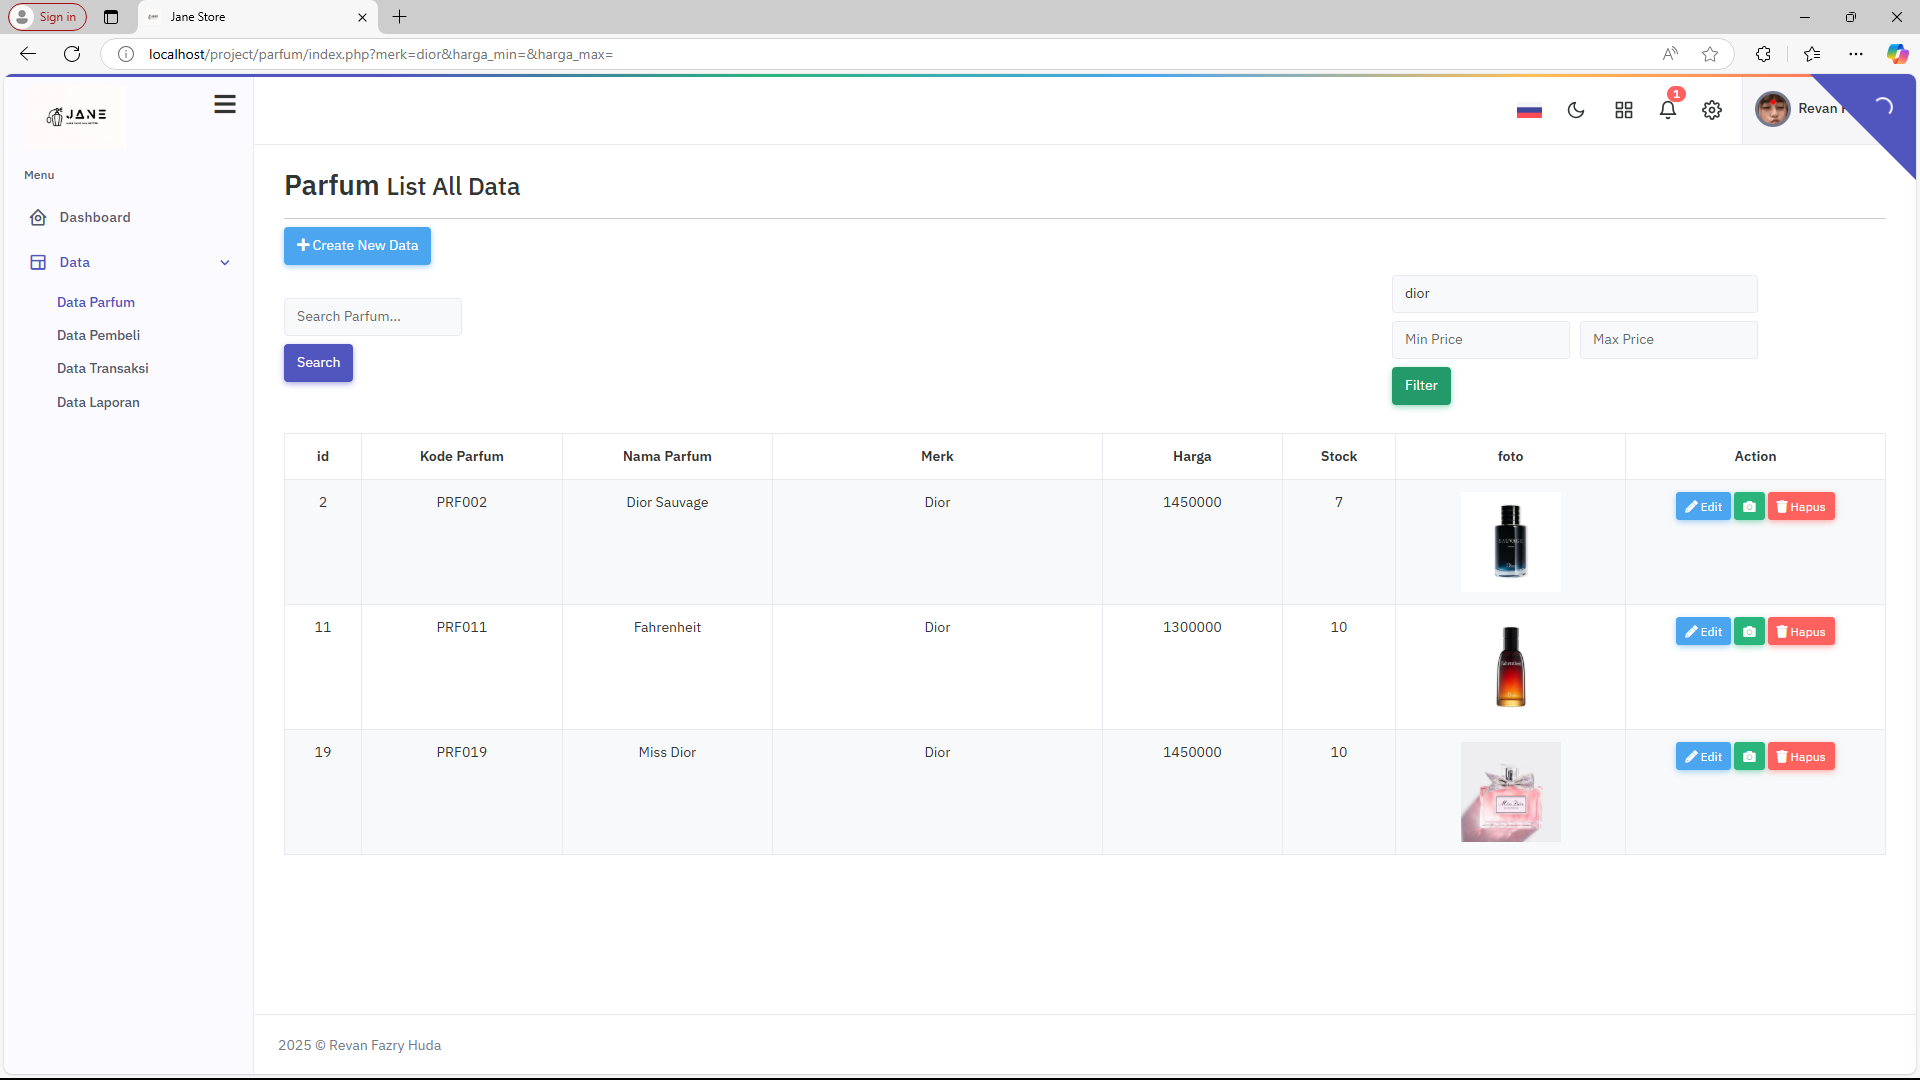 Sign in
Jane Store
localhost/project/parfum/index.php?merk=dior&harga_min=&harga_max=
JANE
1
Revan
Menu
Dashboard
Data
Data Parfum
Data Pembeli
Data Transaksi
Data Laporan
Parfum List All Data
Create New Data
Search Parfum...
Search
dior
Min Price Max Price
Filter
id Kode Parfum Nama Parfum Merk Harga Stock foto Action
2 PRF002 Dior Sauvage Dior 1450000 7 Edit Hapus
SAUVAGE
Dior
11 PRF011 Fahrenheit Dior 1300000 10 Edit Hapus
19 PRF019 Miss Dior Dior 1450000 10 Edit Hapus
Miss Dior
2025 © Revan Fazry Huda